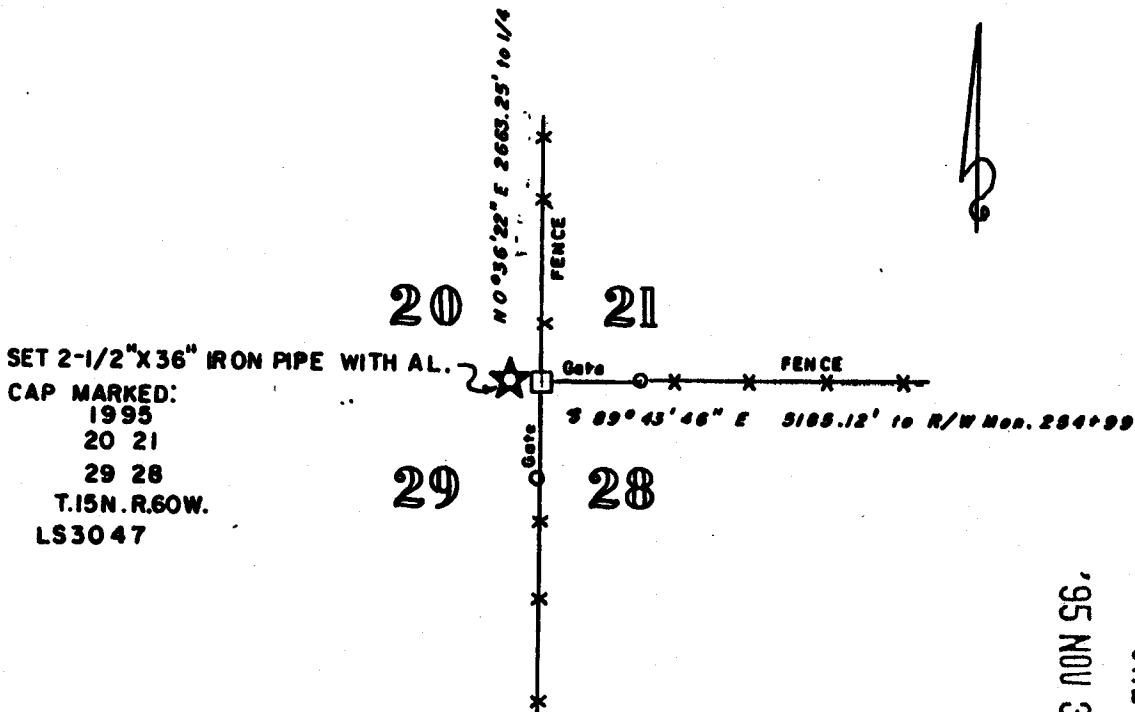 N 0°36'22" E 2663.25' to 1/4
FENCE
20 21
SET 2-1/2"X36" IRON PIPE WITH AL.
CAP MARKED:
1995
20 21
29 28
T.15N.R.60W.
LS3047
Gate
FENCE
S 89° 43' 46" E 5185.12' to R/W Mon. 254+99
Gate
29 28
'95 NOV 3